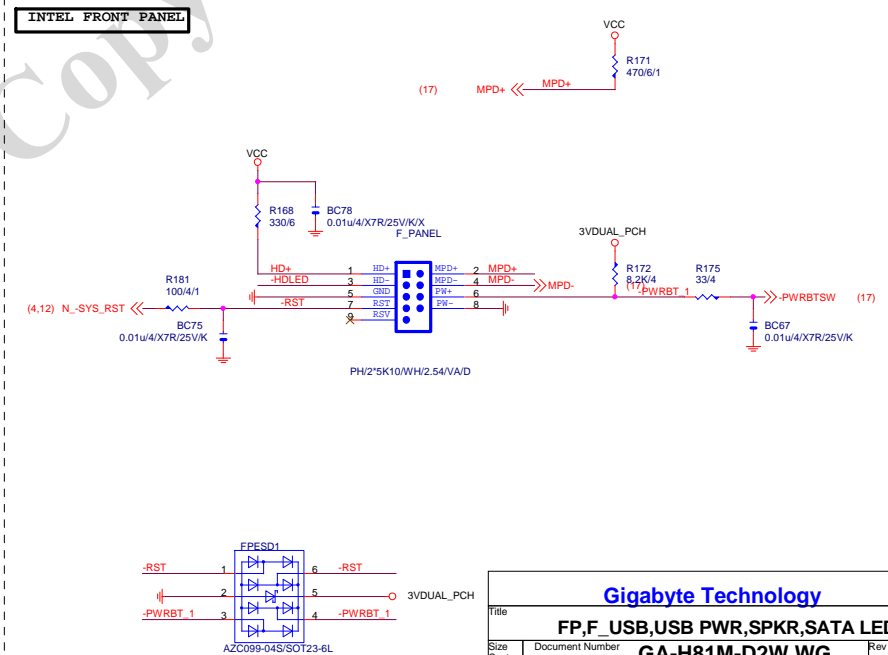 INTEL FRONT PANEL
Copy
VCC
R171
470/6/1
(17) MPD+ MPD+
VCC
R168
330/6
BC78
0.01u/4/X7R/25V/K/X
F_PANEL
3VDUAL_PCH
R172
8.2K/4
R175
33/4
HD+ 1 HD+ MPD+ 2 MPD+
-HDLED 3 HD- MPD- 4 MPD- MPD- (17)
5 GND PW+ 6 -PWRBT_1 -PWRBTSW (17)
-RST 7 RST PW- 8
9 RSV
R181
100/4/1
(4,12) N_-SYS_RST
BC75
0.01u/4/X7R/25V/K
BC67
0.01u/4/X7R/25V/K
PH/2*5K10/WH/2.54/VA/D
FPESD1
-RST 1 6 -RST
2 5 3VDUAL_PCH
-PWRBT_1 3 4 -PWRBT_1
AZC099-04S/SOT23-6L
Gigabyte Technology
Title
FP,F_USB,USB PWR,SPKR,SATA LED
Size Document Number GA-H81M-D2W WG Rev